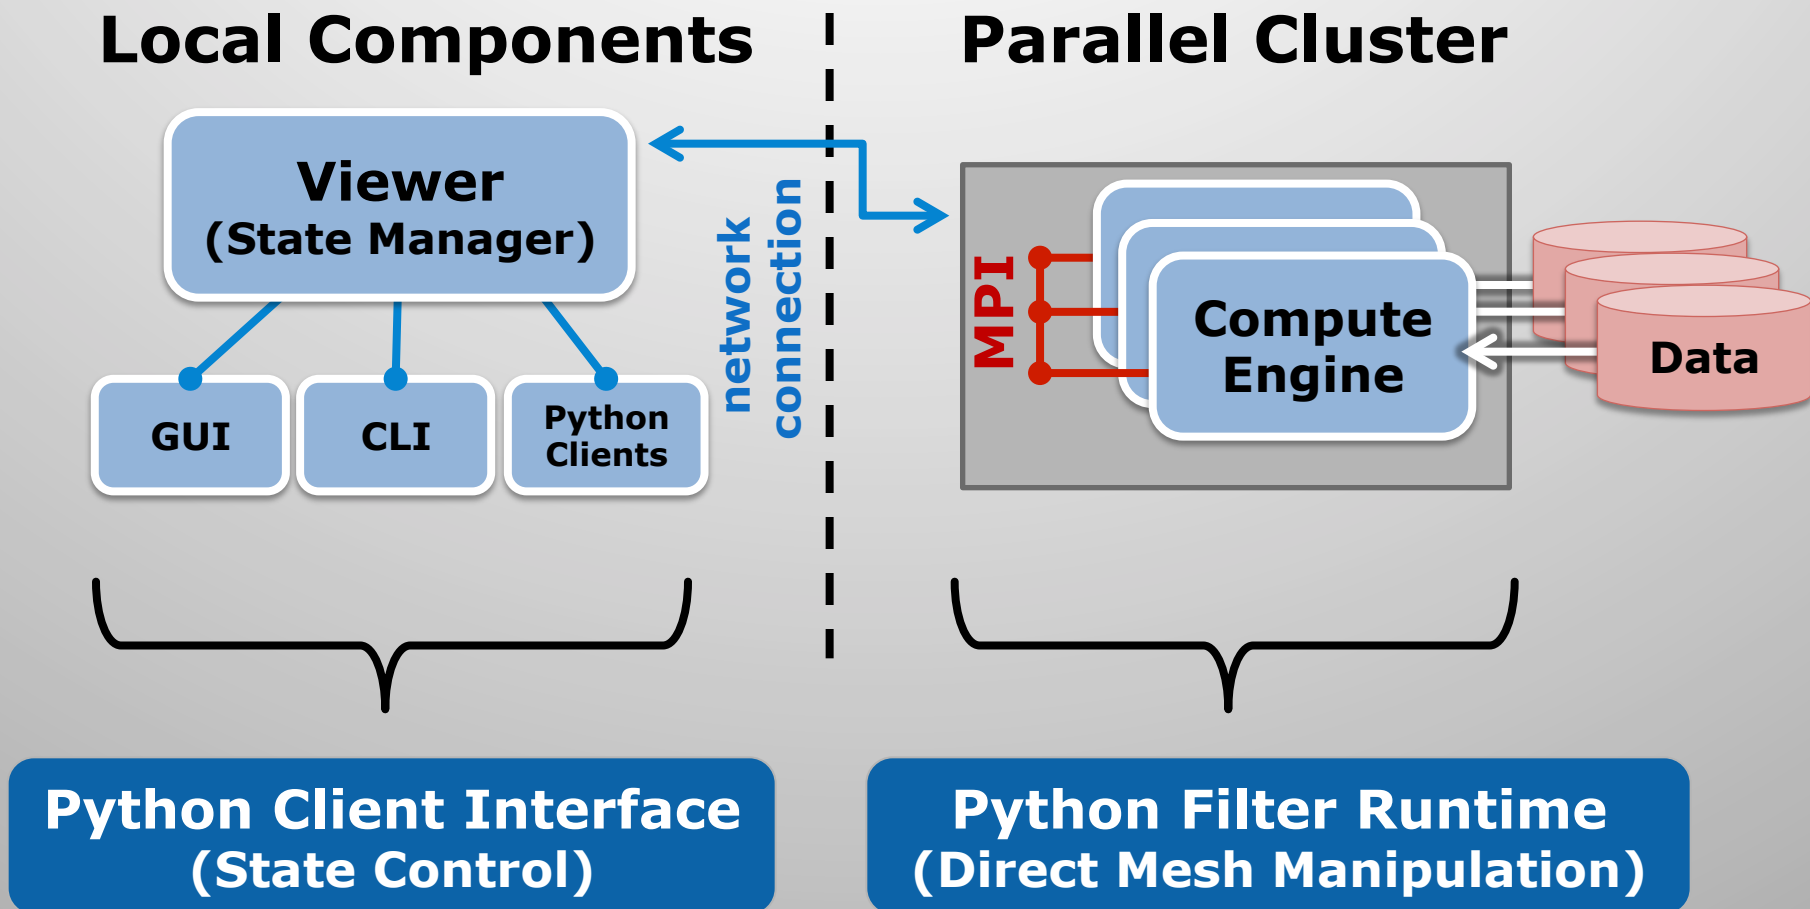 Local Components
Parallel Cluster
Viewer
(State Manager)
network
connection
GUI
CLI
Python
Clients
MPI
Compute
Engine
Data
Python Client Interface
(State Control)
Python Filter Runtime
(Direct Mesh Manipulation)